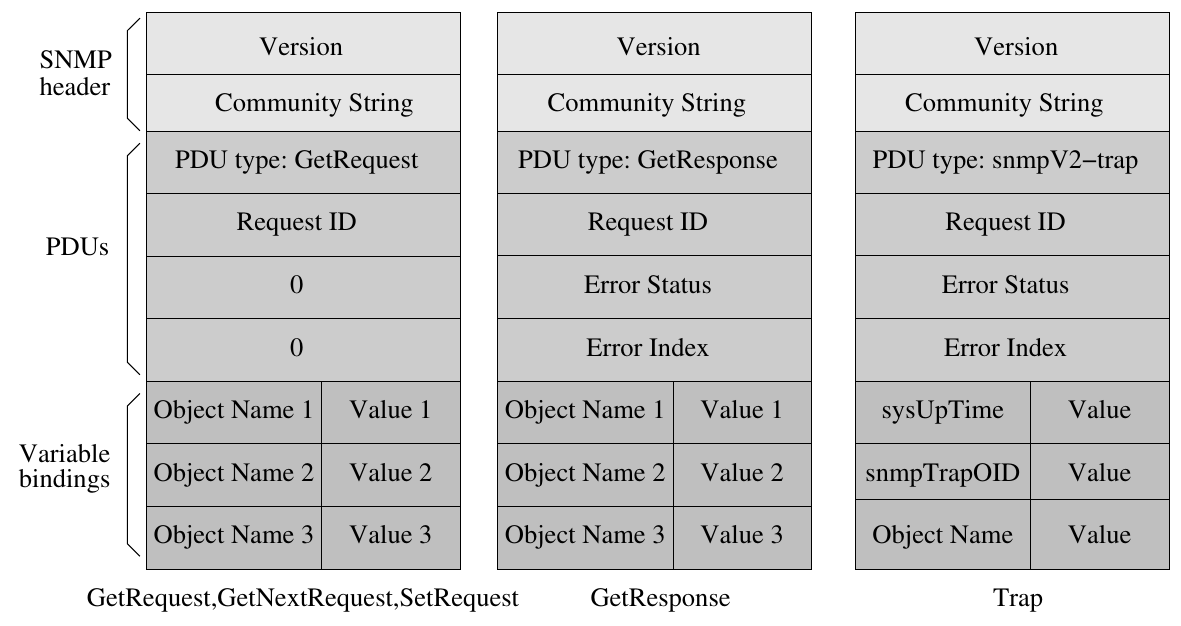 SNMP
header
Version
Version
Version
Community String
Community String
Community String
PDUs
PDU type: GetRequest
PDU type: GetResponse
PDU type: snmpV2−trap
Request ID
Request ID
Request ID
0
Error Status
Error Status
0
Error Index
Error Index
Variable
bindings
Object Name 1
Value 1
Object Name 1
Value 1
sysUpTime
Value
Object Name 2
Value 2
Object Name 2
Value 2
snmpTrapOID
Value
Object Name 3
Value 3
Object Name 3
Value 3
Object Name
Value
GetRequest,GetNextRequest,SetRequest
GetResponse
Trap